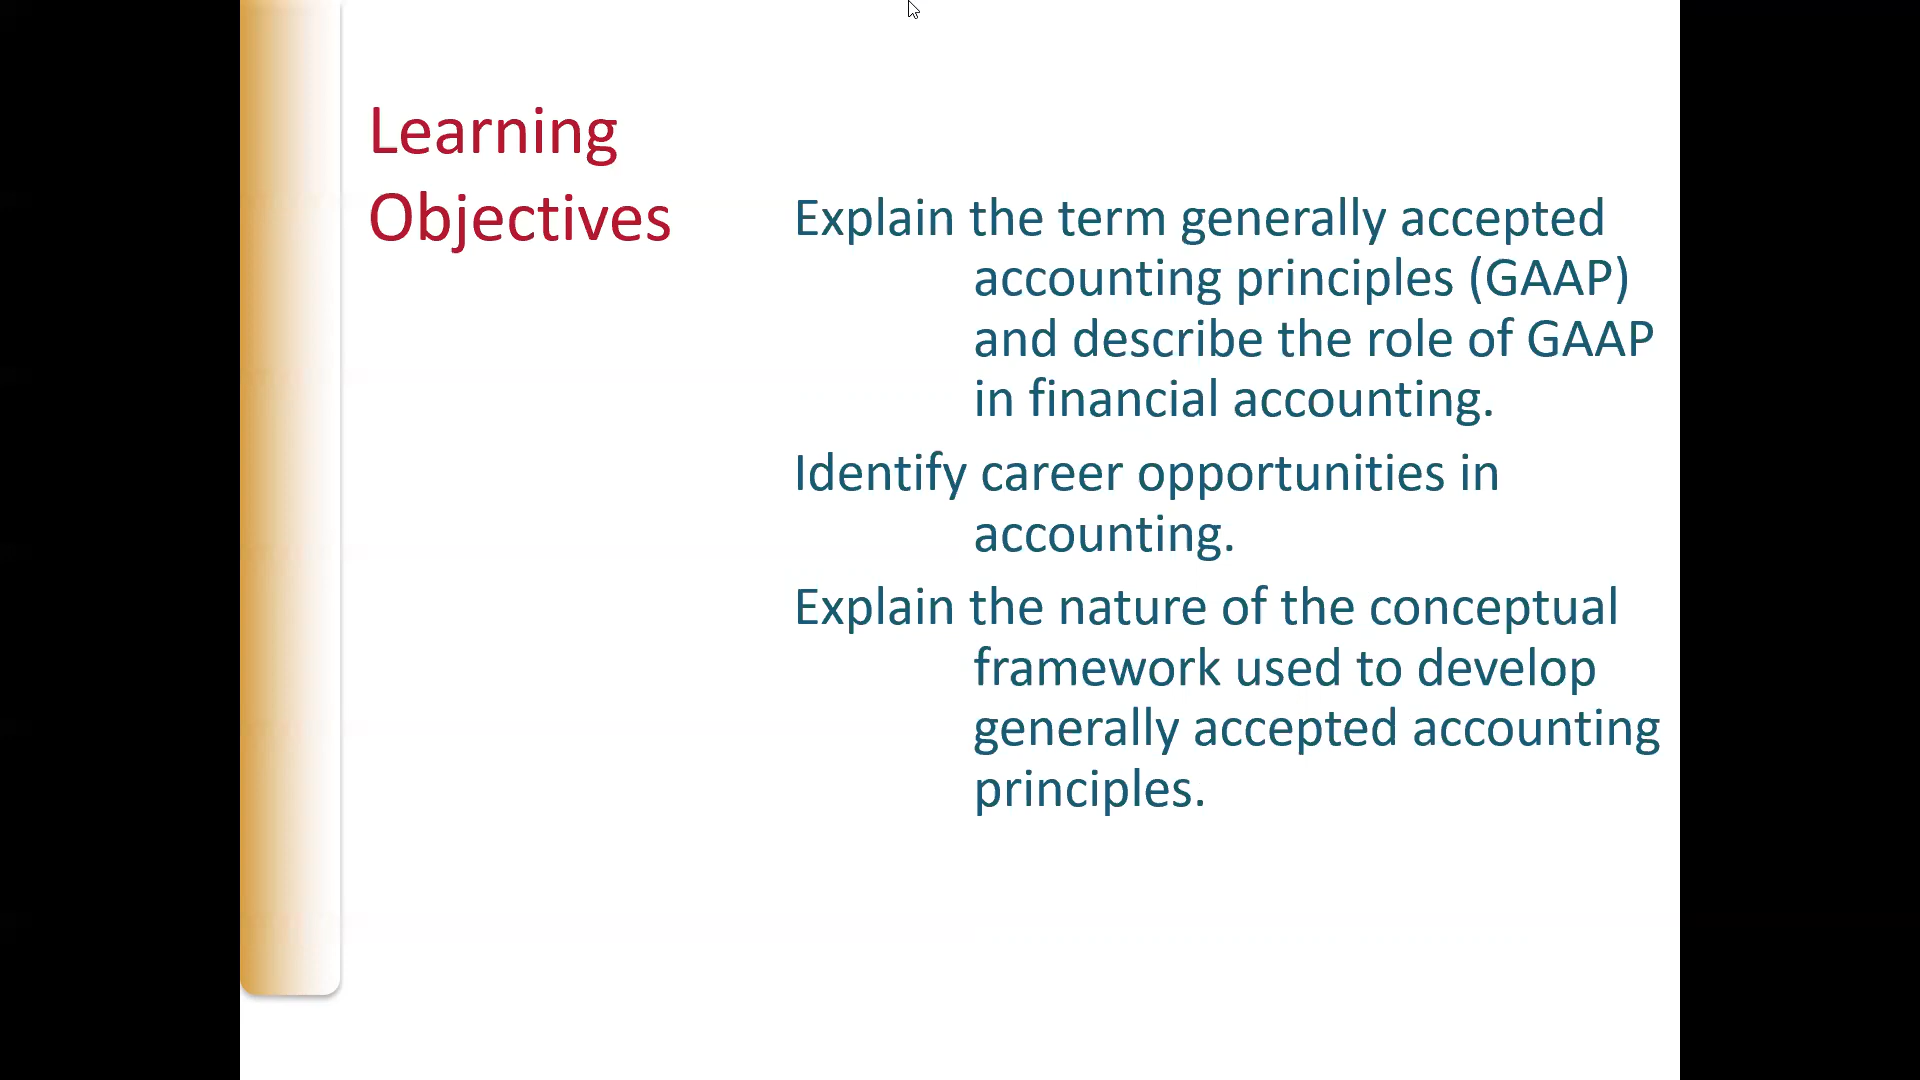 Learning
Objectives
Explain the term generally accepted
accounting principles (GAAP)
and describe the role of GAAP
in financial accounting.
Identify career opportunities in
accounting.
Explain the nature of the conceptual
framework used to develop
generally accepted accounting
principles.